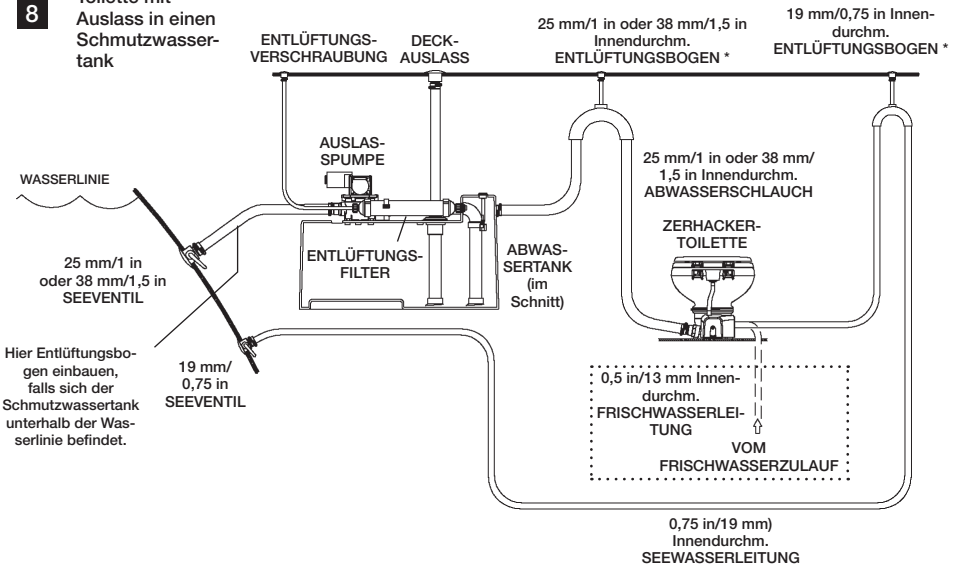 8
Toilette mit
Auslass in einen
Schmutzwasser-
tank
ENTLÜFTUNGS-
VERSCHRAUBUNG
DECK-
AUSLASS
25 mm/1 in oder 38 mm/1,5 in
Innendurchm.
ENTLÜFTUNGSBOGEN *
19 mm/0,75 in Innen-
durchm.
ENTLÜFTUNGSBOGEN *
AUSLAS-
SPUMPE
WASSERLINIE
25 mm/1 in oder 38 mm/
1,5 in Innendurchm.
ABWASSERSCHLAUCH
ZERHACKER-
TOILETTE
ENTLÜFTUNGS-
FILTER
ABWAS-
SERTANK
(im
Schnitt)
25 mm/1 in
oder 38 mm/1,5 in
SEEVENTIL
Hier Entlüftungsbo-
gen einbauen,
falls sich der
Schmutzwassertank
unterhalb der Was-
serlinie befindet.
19 mm/
0,75 in
SEEVENTIL
0,5 in/13 mm Innen-
durchm.
FRISCHWASSERLEI-
TUNG
VOM
FRISCHWASSERZULAUF
0,75 in/19 mm)
Innendurchm.
SEEWASSERLEITUNG